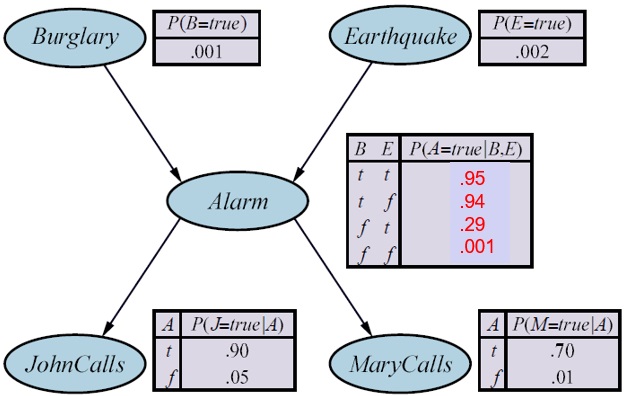 Burglary
P(B=true)
.001
Earthquake
P(E=true)
.002
B E P(A=true|B,E)
t t .95
t f .94
f t .29
f f .001
Alarm
A P(J=true|A)
t .90
f .05
A P(M=true|A)
t .70
f .01
JohnCalls
MaryCalls